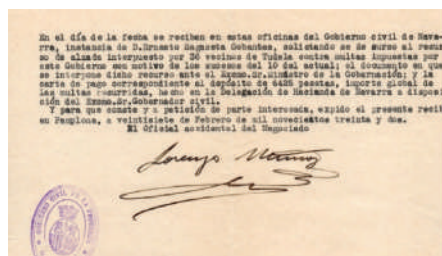 En el día de la fecha se reciben en estas oficinas del Gobierno civil de Nava-
rra, instancia de D.Ernesto Zaguseta Gobantes, solicitando se dé curso al recur
so de alzada interpuesto por 36 vecinos de Tudela contra multas impuestas por
este Gobierno con motivo de los sucesos del 10 del actual; el documento en que
se interpone dicho recurso ante el Excmo.Sr.Ministro de la Gobernación; y la
carta de pago correspondiente al depósito de 6425 pesetas, importe global de
las multas recurridas, hecho en la Delegación de Hacienda de Navarra a disposi
ción del Excmo.Sr.Gobernador civil.
Y para que conste y a petición de parte interesada, expido el presente recibo
en Pamplona, a veintisiete de Febrero de mil novecientos treinta y dos.
El Oficial accidental del Negociado
Lorenzo Muñoz